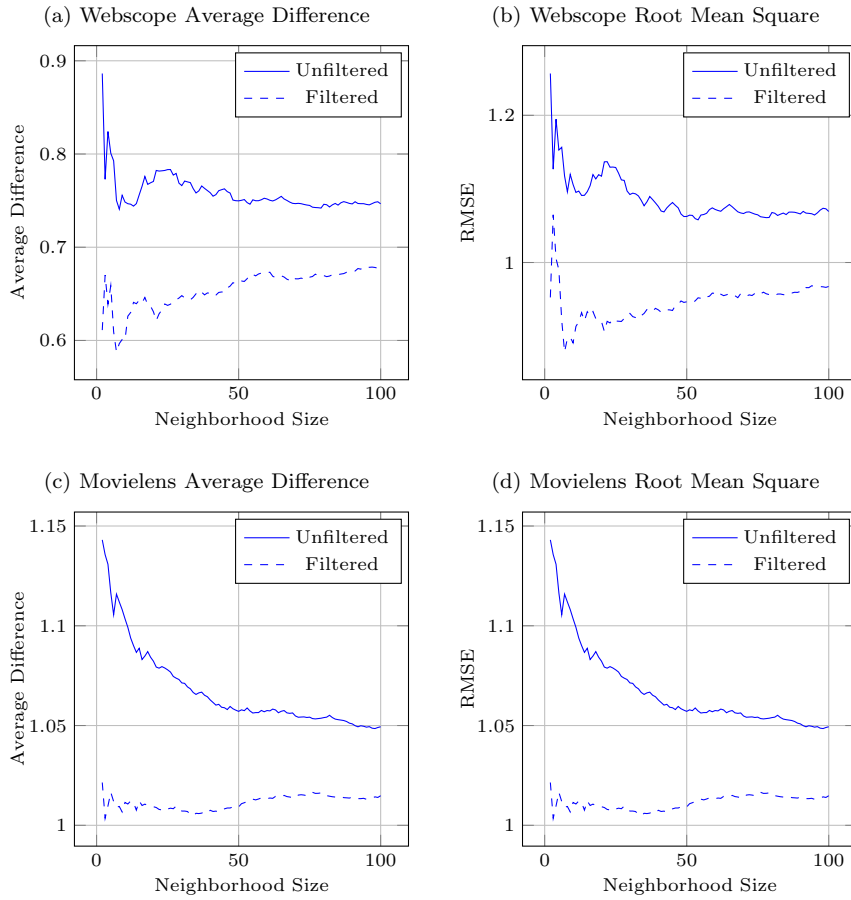 (a) Webscope Average Difference
0.9
0.8
0.7
0.6
Average Difference
Unfiltered
Filtered
0
50
100
Neighborhood Size
(b) Webscope Root Mean Square
1.2
1
RMSE
Unfiltered
Filtered
0
50
100
Neighborhood Size
(c) Movielens Average Difference
1.15
1.1
1.05
1
Average Difference
Unfiltered
Filtered
0
50
100
Neighborhood Size
(d) Movielens Root Mean Square
1.15
1.1
1.05
1
RMSE
Unfiltered
Filtered
0
50
100
Neighborhood Size